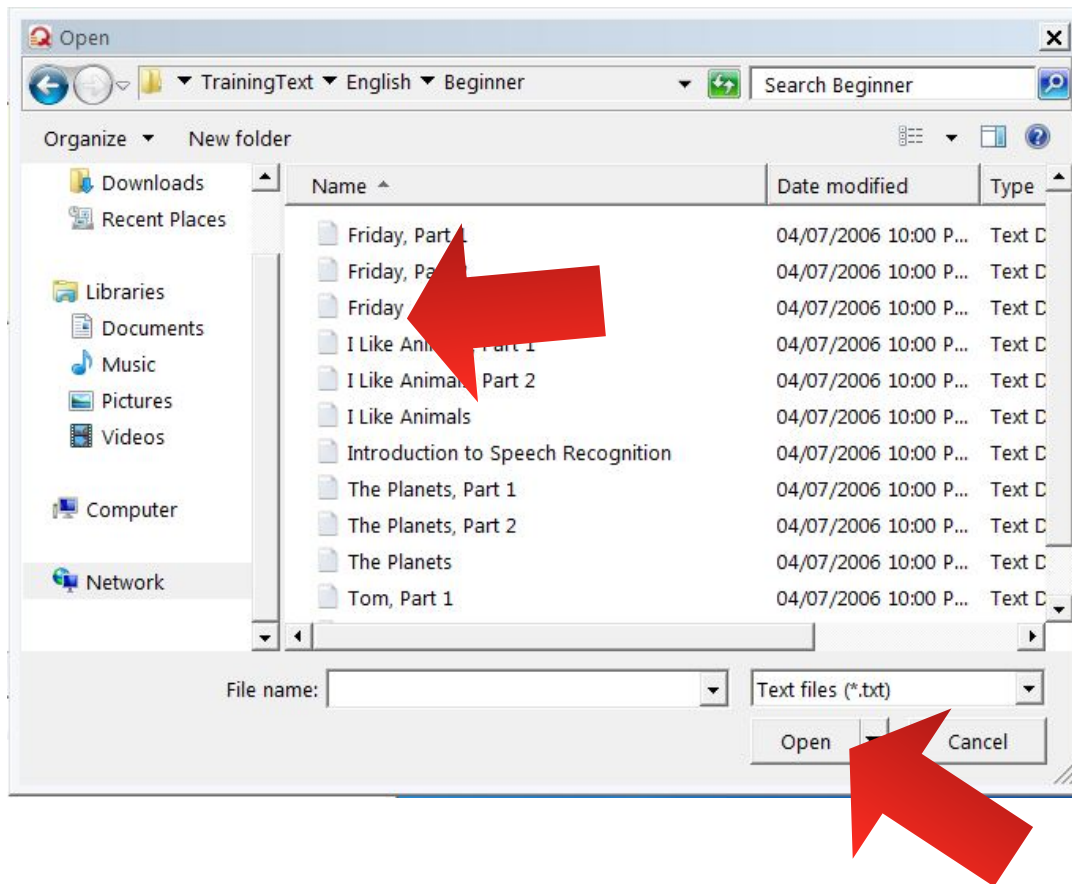 Open
TrainingText English Beginner Search Beginner
Organize New folder
Name Date modified Type
Downloads
Recent Places
Libraries
Documents
Music
Pictures
Videos
Computer
Network
Friday, Part 04/07/2006 10:00 P... Text D
Friday, 04/07/2006 10:00 P... Text D
Friday 04/07/2006 10:00 P... Text D
I Like Part 1 04/07/2006 10:00 P... Text D
I Like Animals, Part 2 04/07/2006 10:00 P... Text D
I Like Animals 04/07/2006 10:00 P... Text D
Introduction to Speech Recognition 04/07/2006 10:00 P... Text D
The Planets, Part 1 04/07/2006 10:00 P... Text D
The Planets, Part 2 04/07/2006 10:00 P... Text D
The Planets 04/07/2006 10:00 P... Text D
Tom, Part 1 04/07/2006 10:00 P... Text D
File name: Text files (*.txt)
Open Cancel